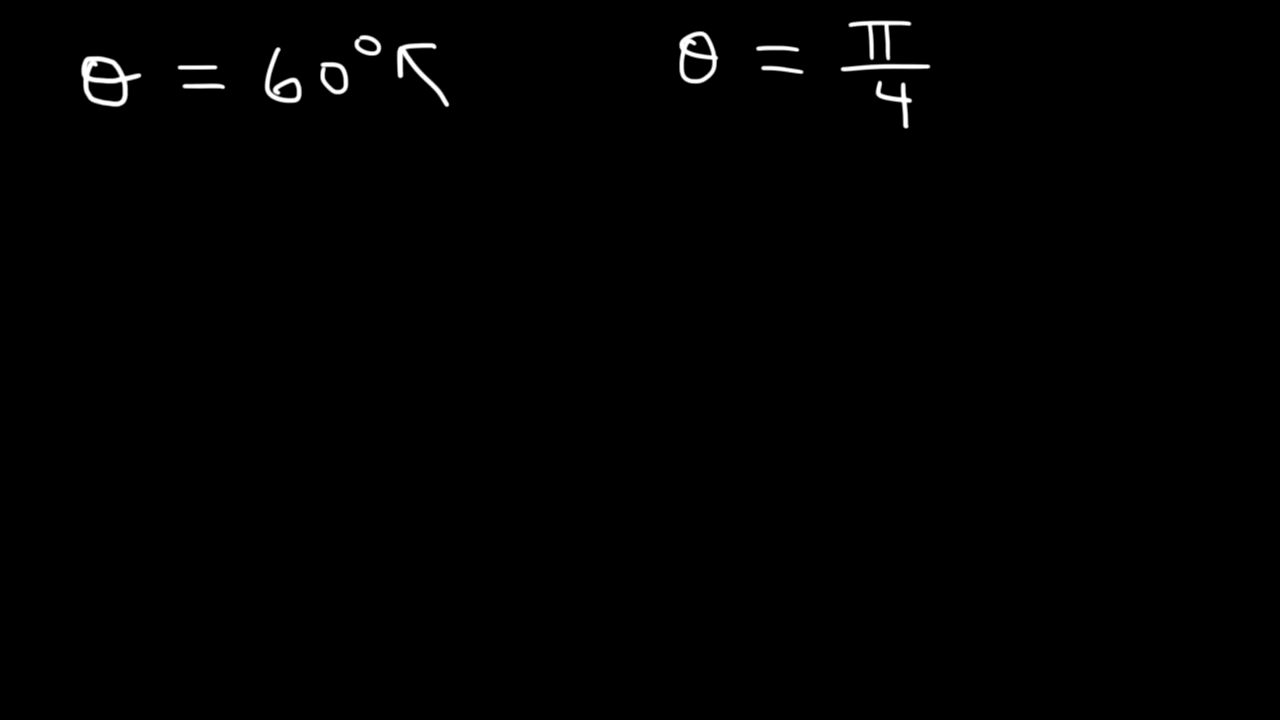 θ = 60°
θ = π/4